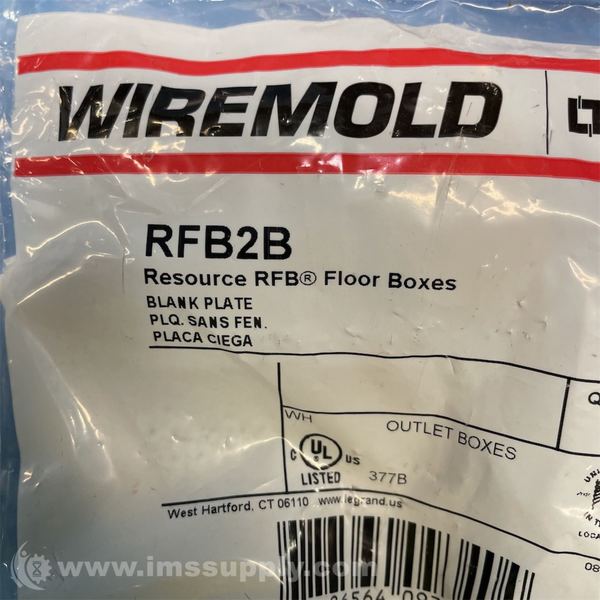 WIREMOLD
RFB2B
Resource RFB® Floor Boxes
BLANK PLATE
PLQ. SANS FEN.
PLACA CIEGA
Q
WH OUTLET BOXES
C UL US
LISTED 377B
West Hartford, CT 06110 www.legrand.us
www.imssupply.com